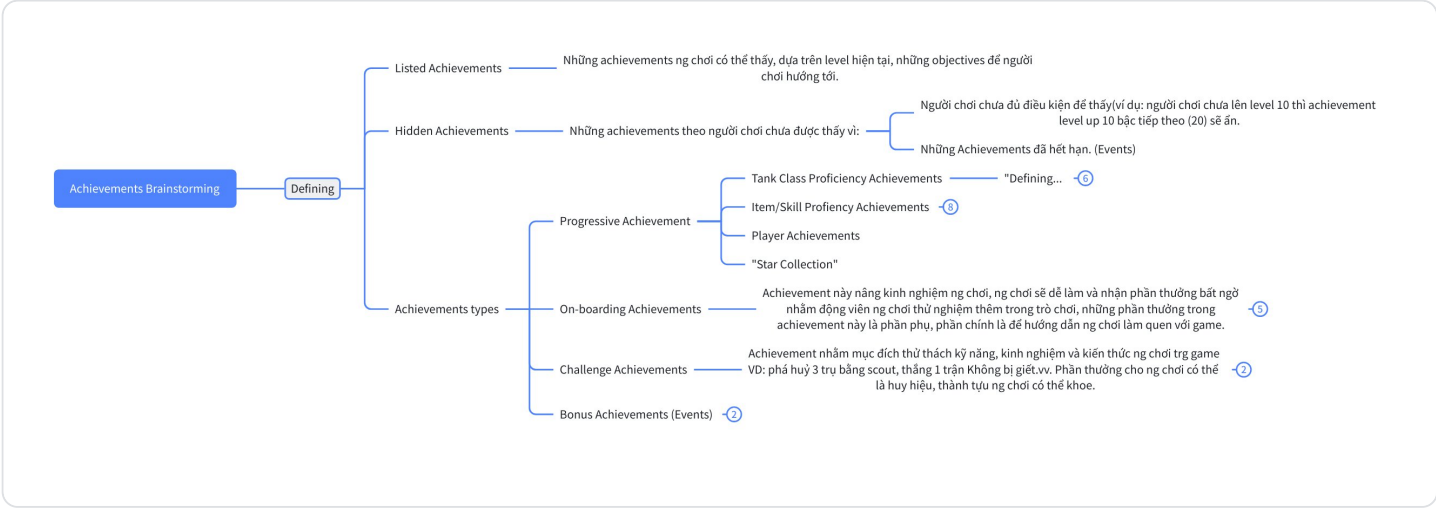 Achievements Brainstorming
Defining
Listed Achievements
Những achievements ng chơi có thể thấy, dựa trên level hiện tại, những objectives để người
chơi hướng tới.
Hidden Achievements
Những achievements theo người chơi chưa được thấy vì:
Người chơi chưa đủ điều kiện để thấy(ví dụ: người chơi chưa lên level 10 thì achievement
level up 10 bậc tiếp theo (20) sẽ ẩn.
Những Achievements đã hết hạn. (Events)
Achievements types
Progressive Achievement
Tank Class Proficiency Achievements
"Defining...
6
Item/Skill Profiency Achievements
8
Player Achievements
"Star Collection"
On-boarding Achievements
Achievement này nâng kinh nghiệm ng chơi, ng chơi sẽ dễ làm và nhận phần thưởng bất ngờ
nhằm động viên ng chơi thử nghiệm thêm trong trò chơi, những phần thưởng trong
achievement này là phần phụ, phần chính là để hướng dẫn ng chơi làm quen với game.
5
Challenge Achievements
Achievement nhằm mục đích thử thách kỹ năng, kinh nghiệm và kiến thức ng chơi trg game
VD: phá huỷ 3 trụ bằng scout, thắng 1 trận Không bị giết.vv. Phần thưởng cho ng chơi có thể
là huy hiệu, thành tựu ng chơi có thể khoe.
2
Bonus Achievements (Events)
2